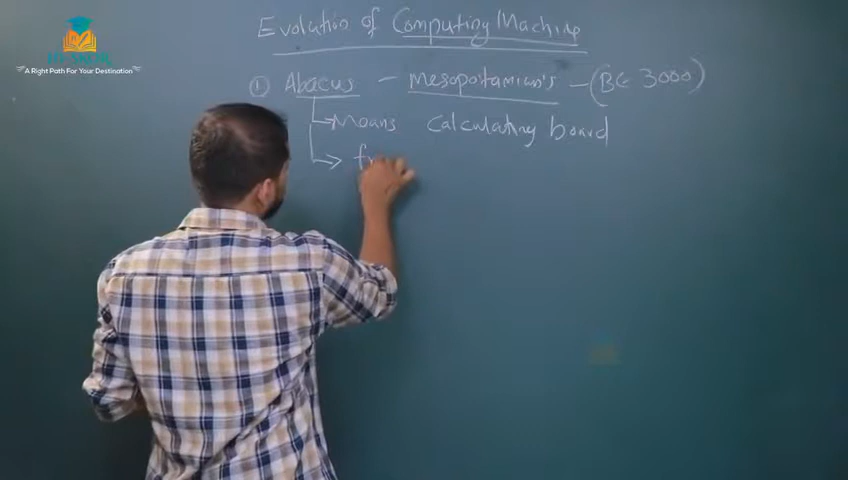 A Right Path For Your Destination
Evolution of Computing Machine
① Abacus - Mesopotamian's - (BC 3000)
Means Calculating board